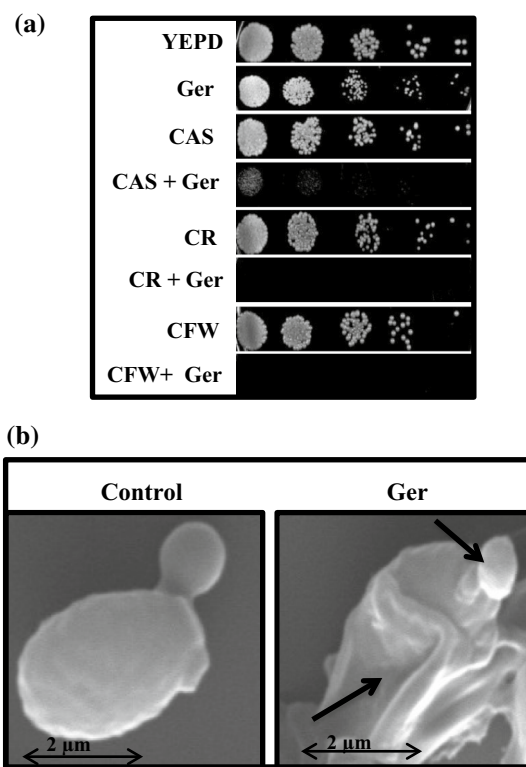 (a)
YEPD
Ger
CAS
CAS + Ger
CR
CR + Ger
CFW
CFW+ Ger
(b)
Control
Ger
2 µm
2 µm